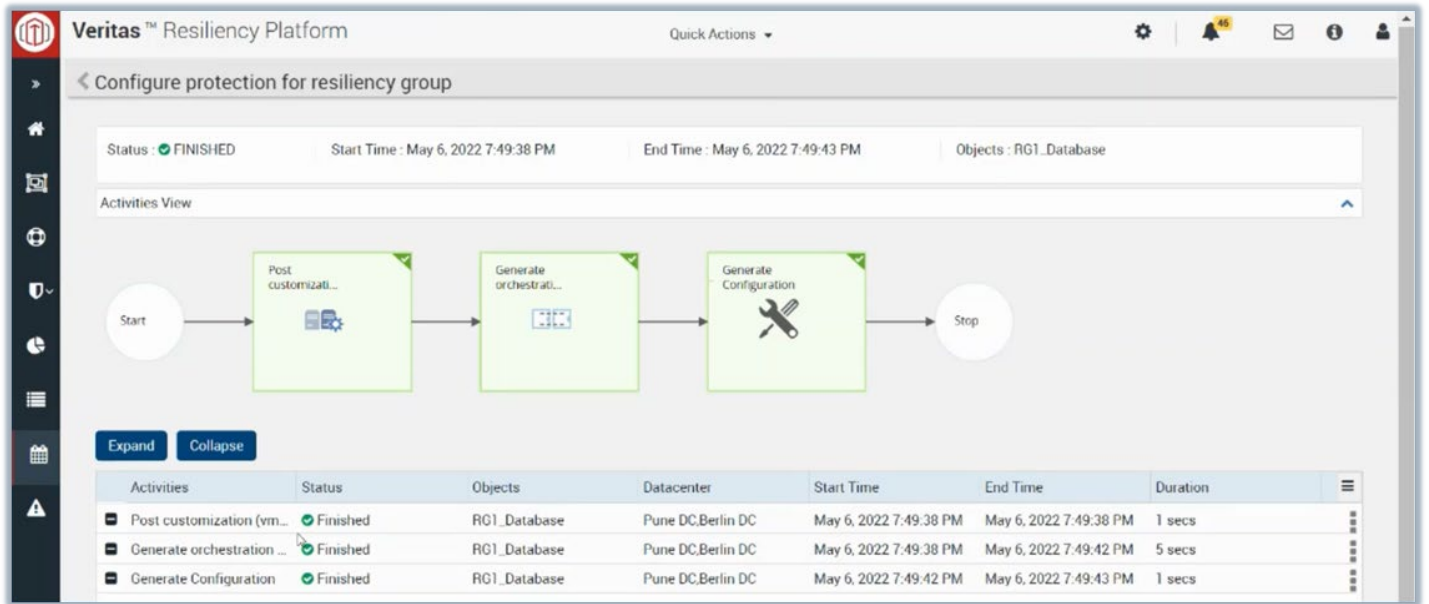 Veritas ™ Resiliency Platform
Quick Actions
46
Configure protection for resiliency group
Status : FINISHED
Start Time : May 6, 2022 7:49:38 PM
End Time : May 6, 2022 7:49:43 PM
Objects : RG1_Database
Activities View
Start
Post
customizati...
Generate
orchestrati...
Generate
Configuration
Stop
Expand
Collapse
Activities Status Objects Datacenter Start Time End Time Duration
Post customization (vm... Finished RG1_Database Pune DC,Berlin DC May 6, 2022 7:49:38 PM May 6, 2022 7:49:38 PM 1 secs
Generate orchestration ... Finished RG1_Database Pune DC,Berlin DC May 6, 2022 7:49:38 PM May 6, 2022 7:49:42 PM 5 secs
Generate Configuration Finished RG1_Database Pune DC,Berlin DC May 6, 2022 7:49:42 PM May 6, 2022 7:49:43 PM 1 secs